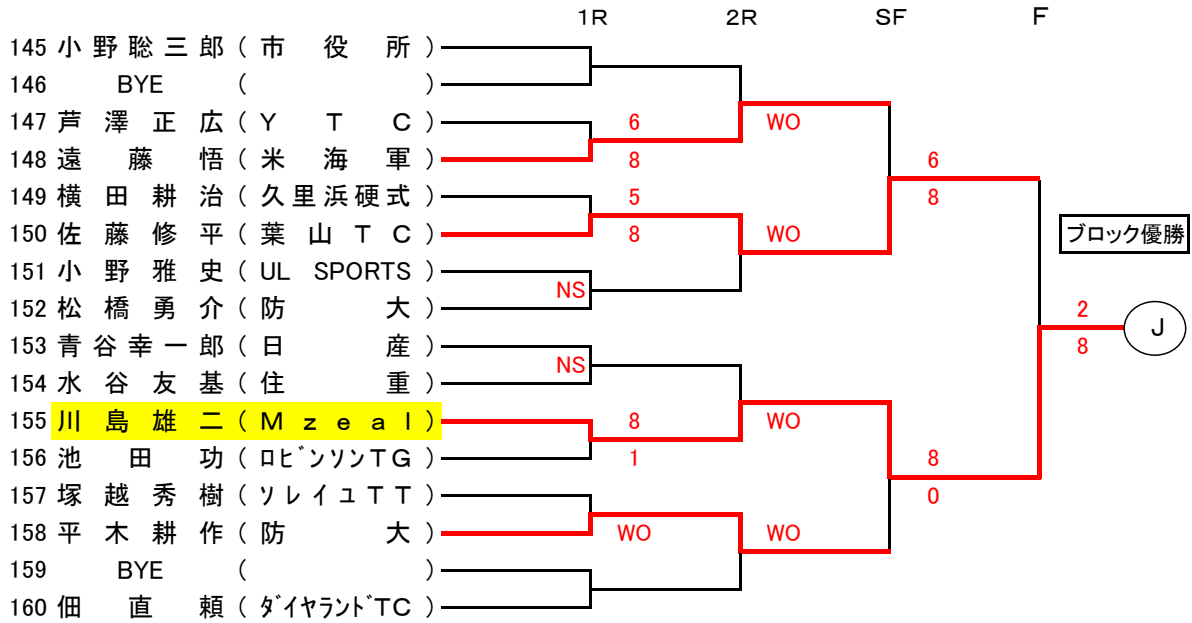 1R 2R SF F
145 小野聡三郎 ( 市役所 )
146 BYE ( )
147 芦澤正広 ( YTC ) 6 WO
148 遠藤悟 ( 米海軍 ) 8 6
149 横田耕治 ( 久里浜硬式 ) 5 8
150 佐藤修平 ( 葉山TC ) 8 WO ブロック優勝
151 小野雅史 ( UL SPORTS )
NS
152 松橋勇介 ( 防大 ) 2
J
153 青谷幸一郎 ( 日産 ) 8
NS
154 水谷友基 ( 住重 )
155 川島雄二 ( Mzeal ) 8 WO
156 池田功 ( ロビンソンTG ) 1 8
157 塚越秀樹 ( ソレイユTT ) 0
158 平木耕作 ( 防大 ) WO WO
159 BYE ( )
160 佃直頼 ( ダイヤランドTC )